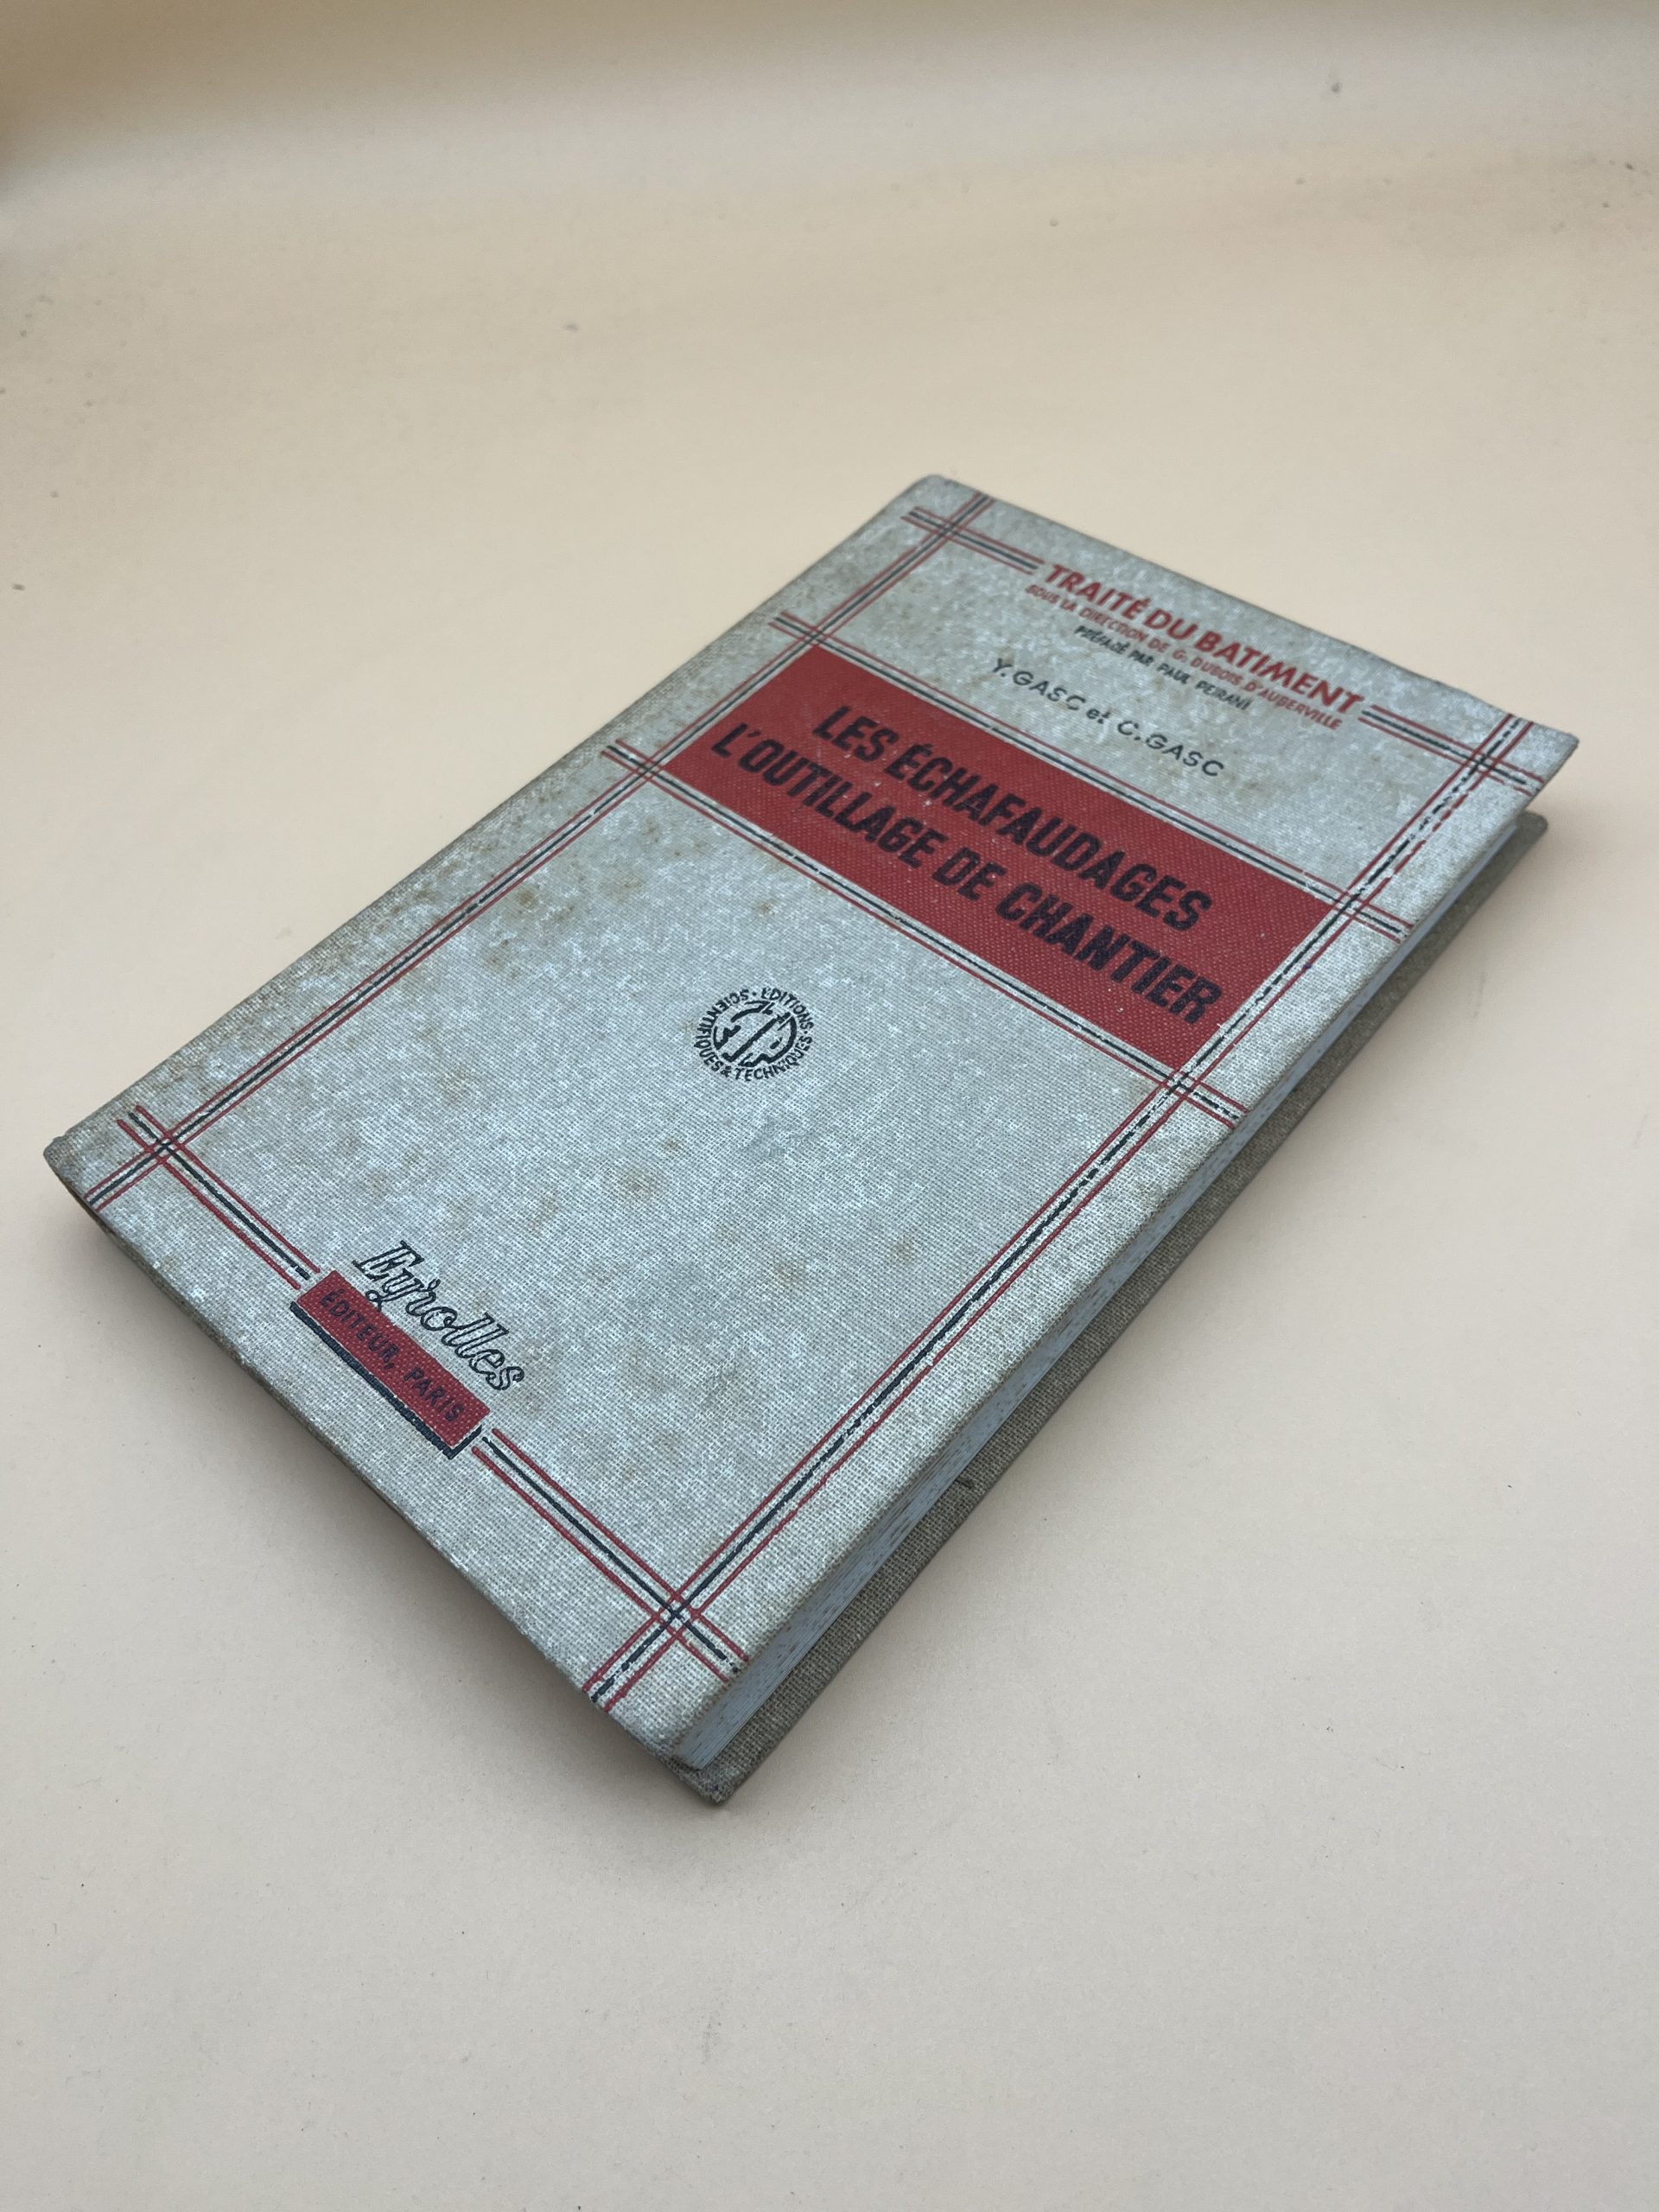 TRAITÉ DU BATIMENT
SOUS LA DIRECTION DE G. DUBOIS D'AUBERVILLE
PRÉFACÉ PAR PAUL PEIRANI
Y. GASC et C. GASC
LES ÉCHAFAUDAGES
L'OUTILLAGE DE CHANTIER
ÉDITIONS · SCIENTIFIQUES & TECHNIQUES ·
Eyrolles
ÉDITEUR, PARIS